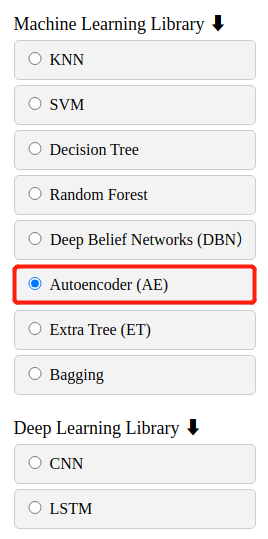 Machine Learning Library ⬇
KNN
SVM
Decision Tree
Random Forest
Deep Belief Networks (DBN）
Autoencoder (AE)
Extra Tree (ET)
Bagging
Deep Learning Library ⬇
CNN
LSTM